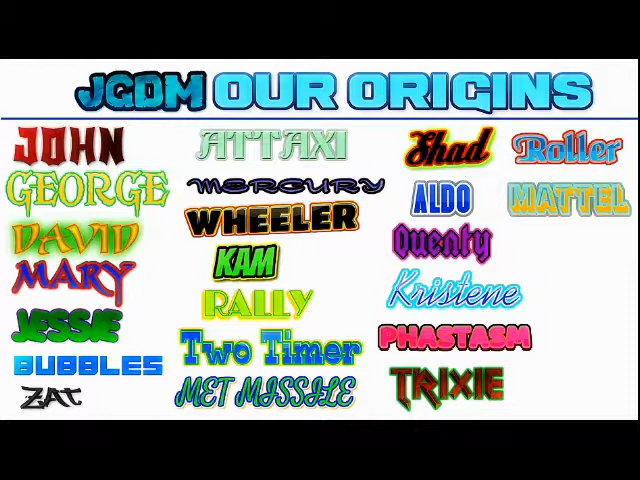 JGDM OUR ORIGINS
JOHN
GEORGE
DAVID
MARY
JESSIE
BUBBLES
ZAT
ATTAXI
MERCURY
WHEELER
KAM
RALLY
Two Timer
MET MISSILE
Shad
ALDO
Quenty
Kristene
PHASTASM
TRIXIE
Roller
MATTEL